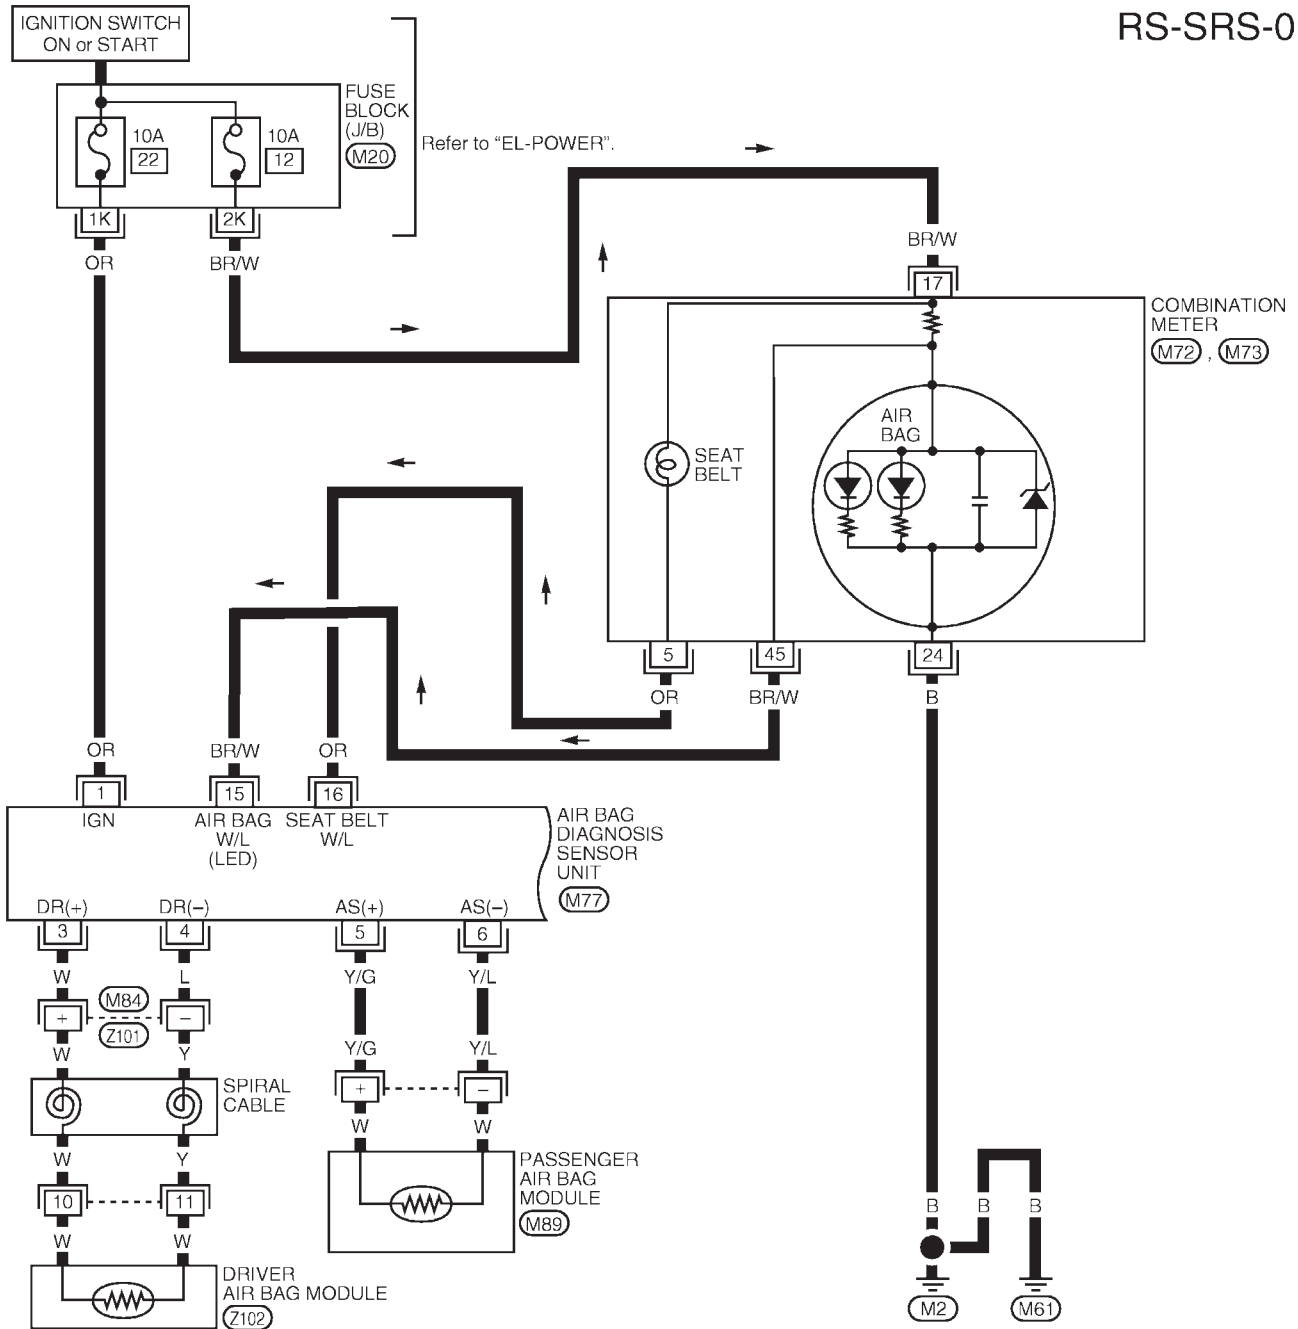 RS-SRS-0
IGNITION SWITCH
ON or START
FUSE
BLOCK
(J/B)
M20
10A
22
10A
12
Refer to “EL-POWER”.
1K
2K
OR
BR/W
BR/W
17
COMBINATION
METER
M72 , M73
AIR
BAG
SEAT
BELT
5
45
24
OR
BR/W
B
OR
BR/W
OR
1
15
16
IGN
AIR BAG
W/L
(LED)
SEAT BELT
W/L
AIR BAG
DIAGNOSIS
SENSOR
UNIT
M77
DR(+)
DR(–)
AS(+)
AS(–)
3
4
5
6
W
L
Y/G
Y/L
M84
+
–
Z101
W
Y
Y/G
Y/L
SPIRAL
CABLE
+
–
W
W
W
Y
PASSENGER
AIR BAG
MODULE
M89
10
11
W
W
DRIVER
AIR BAG MODULE
Z102
B
B
B
M2
M61